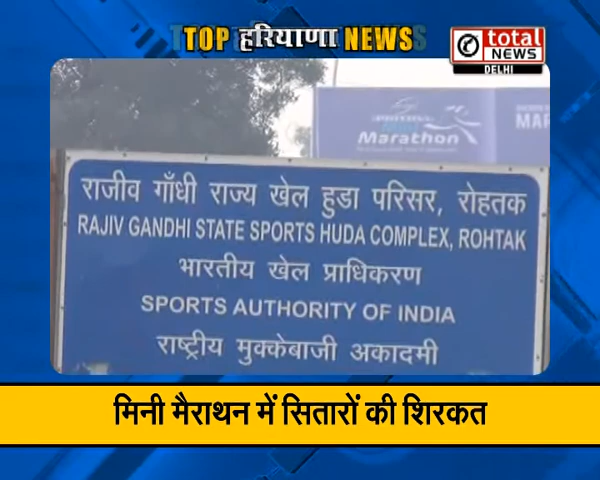 TOP हरियाणा NEWS
total
NEWS
DELHI
Marathon
MAR
राजीव गाँधी राज्य खेल हुडा परिसर, रोहतक
RAJIV GANDHI STATE SPORTS HUDA COMPLEX, ROHTAK
भारतीय खेल प्राधिकरण
SPORTS AUTHORITY OF INDIA
राष्ट्रीय मुक्केबाजी अकादमी
मिनी मैराथन में सितारों की शिरकत